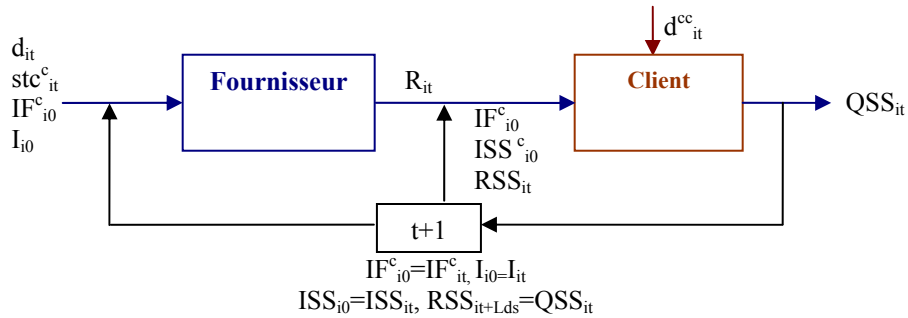 d^cc_it
d_it
stc^c_it
IF^c_i0
I_i0
Fournisseur
R_it
IF^c_i0
ISS^c_i0
RSS_it
Client
QSS_it
t+1
IF^c_i0=IF^c_it, I_i0=I_it
ISS_i0=ISS_it, RSS_it+Lds=QSS_it